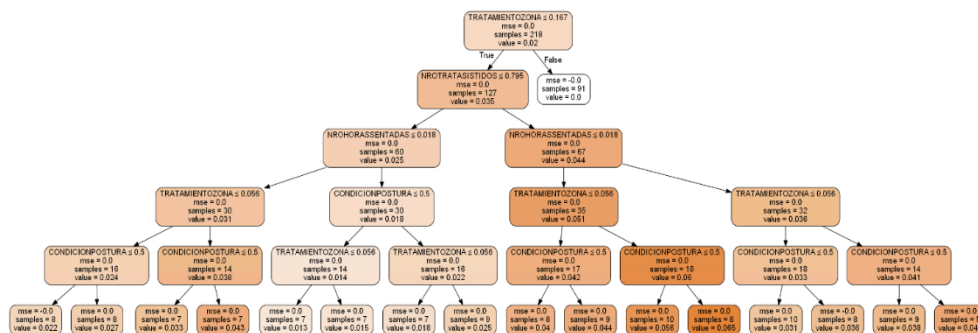 TRATAMIENTOZONA ≤ 0.167
mse = 0.0
samples = 218
value = 0.02
True
False
NROTRATASISTIDOS ≤ 0.795
mse = 0.0
samples = 127
value = 0.035
mse = -0.0
samples = 91
value = 0.0
NROHORASSENTADAS ≤ 0.018
mse = 0.0
samples = 60
value = 0.025
NROHORASSENTADAS ≤ 0.018
mse = 0.0
samples = 67
value = 0.044
TRATAMIENTOZONA ≤ 0.056
mse = 0.0
samples = 30
value = 0.031
CONDICIONPOSTURA ≤ 0.5
mse = 0.0
samples = 30
value = 0.018
TRATAMIENTOZONA ≤ 0.056
mse = 0.0
samples = 35
value = 0.051
TRATAMIENTOZONA ≤ 0.056
mse = 0.0
samples = 32
value = 0.036
CONDICIONPOSTURA ≤ 0.5
mse = 0.0
samples = 16
value = 0.024
CONDICIONPOSTURA ≤ 0.5
mse = 0.0
samples = 14
value = 0.038
TRATAMIENTOZONA ≤ 0.056
mse = 0.0
samples = 14
value = 0.014
TRATAMIENTOZONA ≤ 0.056
mse = 0.0
samples = 16
value = 0.022
CONDICIONPOSTURA ≤ 0.5
mse = 0.0
samples = 17
value = 0.042
CONDICIONPOSTURA ≤ 0.5
mse = 0.0
samples = 18
value = 0.06
CONDICIONPOSTURA ≤ 0.5
mse = 0.0
samples = 18
value = 0.033
CONDICIONPOSTURA ≤ 0.5
mse = 0.0
samples = 14
value = 0.041
mse = -0.0
samples = 8
value = 0.022
mse = 0.0
samples = 8
value = 0.027
mse = 0.0
samples = 7
value = 0.033
mse = 0.0
samples = 7
value = 0.043
mse = 0.0
samples = 7
value = 0.013
mse = 0.0
samples = 7
value = 0.015
mse = 0.0
samples = 7
value = 0.018
mse = 0.0
samples = 9
value = 0.025
mse = 0.0
samples = 8
value = 0.04
mse = 0.0
samples = 9
value = 0.044
mse = 0.0
samples = 10
value = 0.056
mse = 0.0
samples = 8
value = 0.065
mse = 0.0
samples = 10
value = 0.031
mse = -0.0
samples = 8
value = 0.036
mse = 0.0
samples = 9
value = 0.038
mse = 0.0